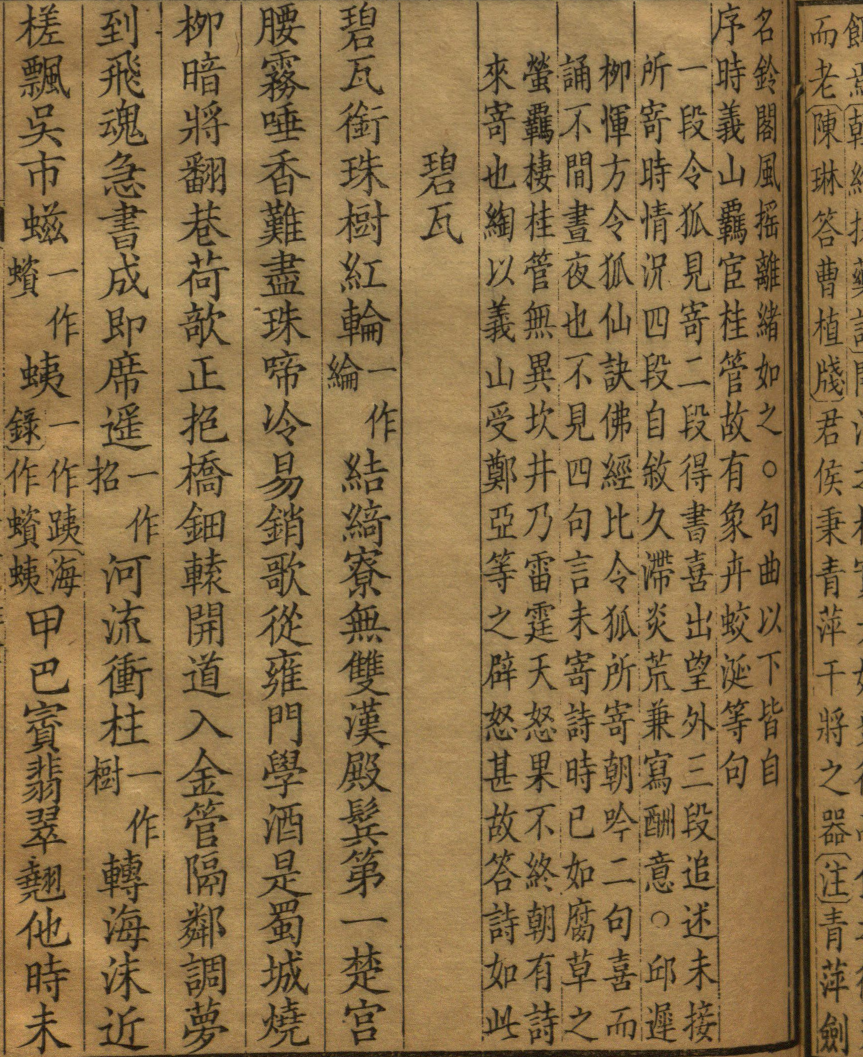 而老陳琳答曹植牋君侯秉青萍干將之器注青萍劍
名鈴閣風摇離緒如之○句曲以下皆自
序時義山羈宦桂管故有象卉蛟涎等句
一段令狐見寄二段得書喜出望外三段追述未接
所寄時情況四段自敘久滯炎荒兼寫酬意○邱遲
柳惲方令狐仙訣佛經比令狐所寄朝吟二句喜而
誦不間晝夜也不見四句言未寄詩時已如腐草之
螢羈棲桂管無異坎井乃雷霆天怒果不終朝有詩
來寄也綯以義山受鄭亞等之辟怒甚故答詩如此
碧瓦
碧瓦銜珠樹紅輪一作綸結綺寮無雙漢殿鬂第一楚宮
腰霧唾香難盡珠啼冷易銷歌從雍門學酒是蜀城燒
柳暗將翻巷荷欹正抱橋鈿轅開道入金管隔鄰調夢
到飛魂急書成即席遥一作招河流衝柱一作樹轉海沫近
槎飄吳市蠀一作蠙蛦一作跠海錄作蠙蛦甲巴賨翡翠翹他時未